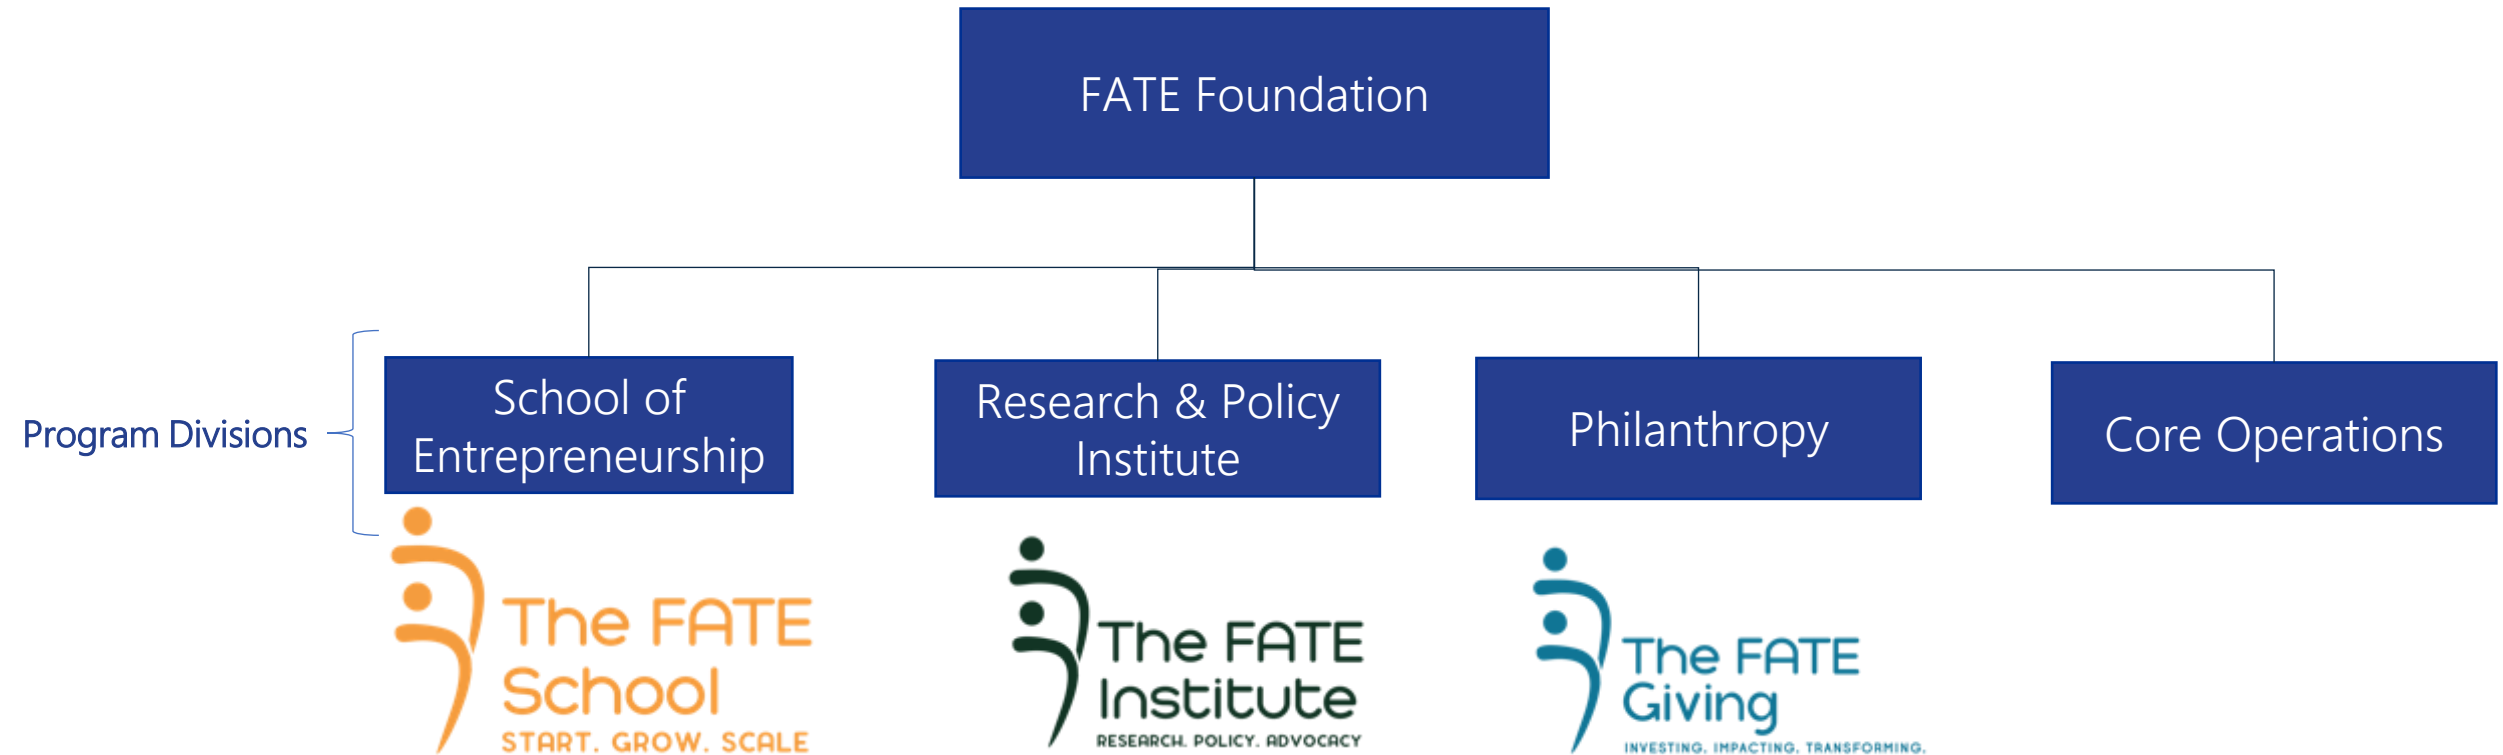 FATE Foundation
Program Divisions
School of
Entrepreneurship
Research & Policy
Institute
Philanthropy
Core Operations
The FATE
School
START. GROW. SCALE
The FATE
Institute
RESEARCH. POLICY. ADVOCACY
The FATE
Giving
INVESTING. IMPACTING. TRANSFORMING.